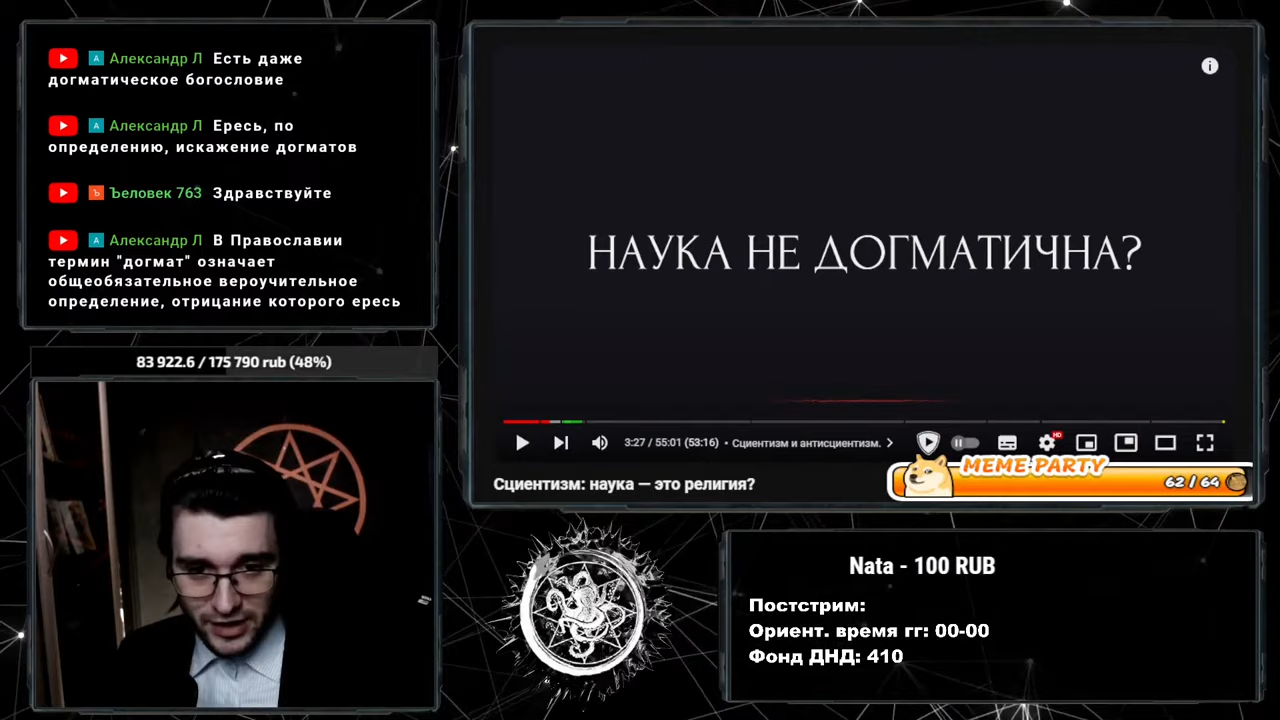 А Александр Л Есть даже
догматическое богословие
А Александр Л Ересь, по
определению, искажение догматов
Ъ Ъеловек 763 Здравствуйте
А Александр Л В Православии
термин "догмат" означает
общеобязательное вероучительное
определение, отрицание которого ересь
83 922.6 / 175 790 rub (48%)
НАУКА НЕ ДОГМАТИЧНА?
3:27 / 55:01 (53:16) • Сциентизм и антисциентизм.
HD
MEME PARTY
62 / 64
Сциентизм: наука — это религия?
Nata - 100 RUB
Постстрим:
Ориент. время гг: 00-00
Фонд ДНД: 410